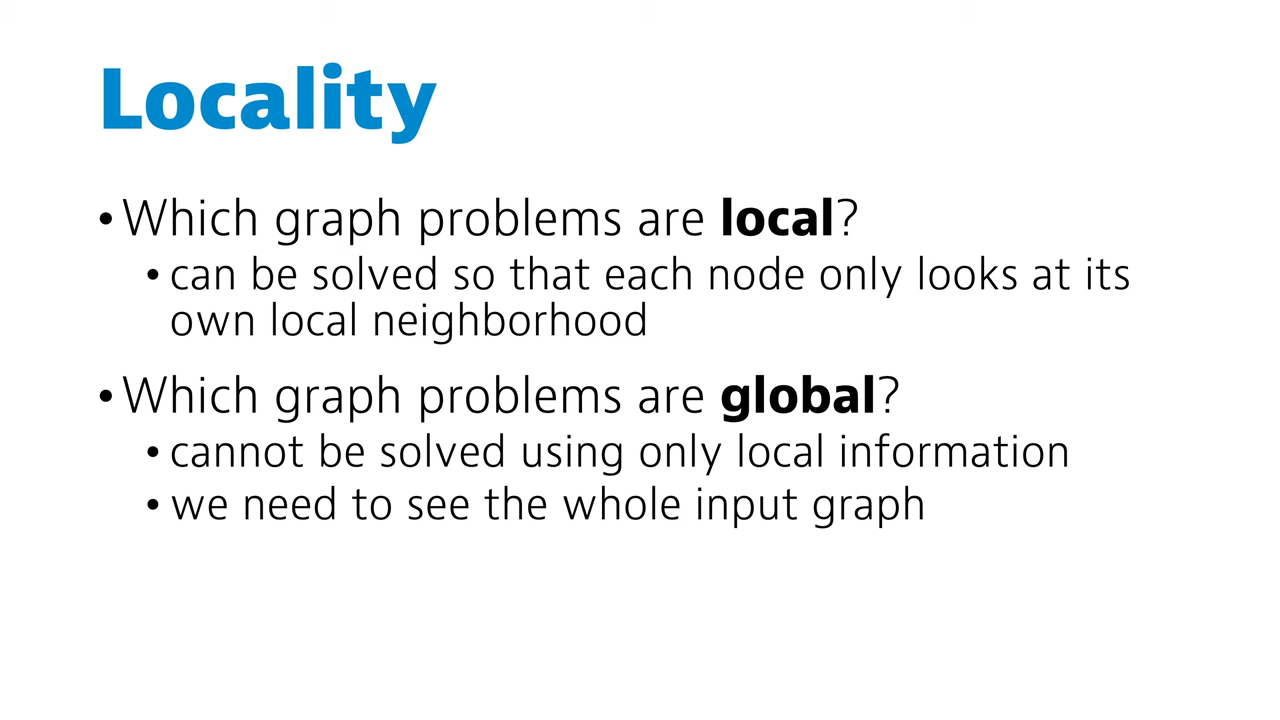 Locality
• Which graph problems are local?
• can be solved so that each node only looks at its
own local neighborhood
• Which graph problems are global?
• cannot be solved using only local information
• we need to see the whole input graph